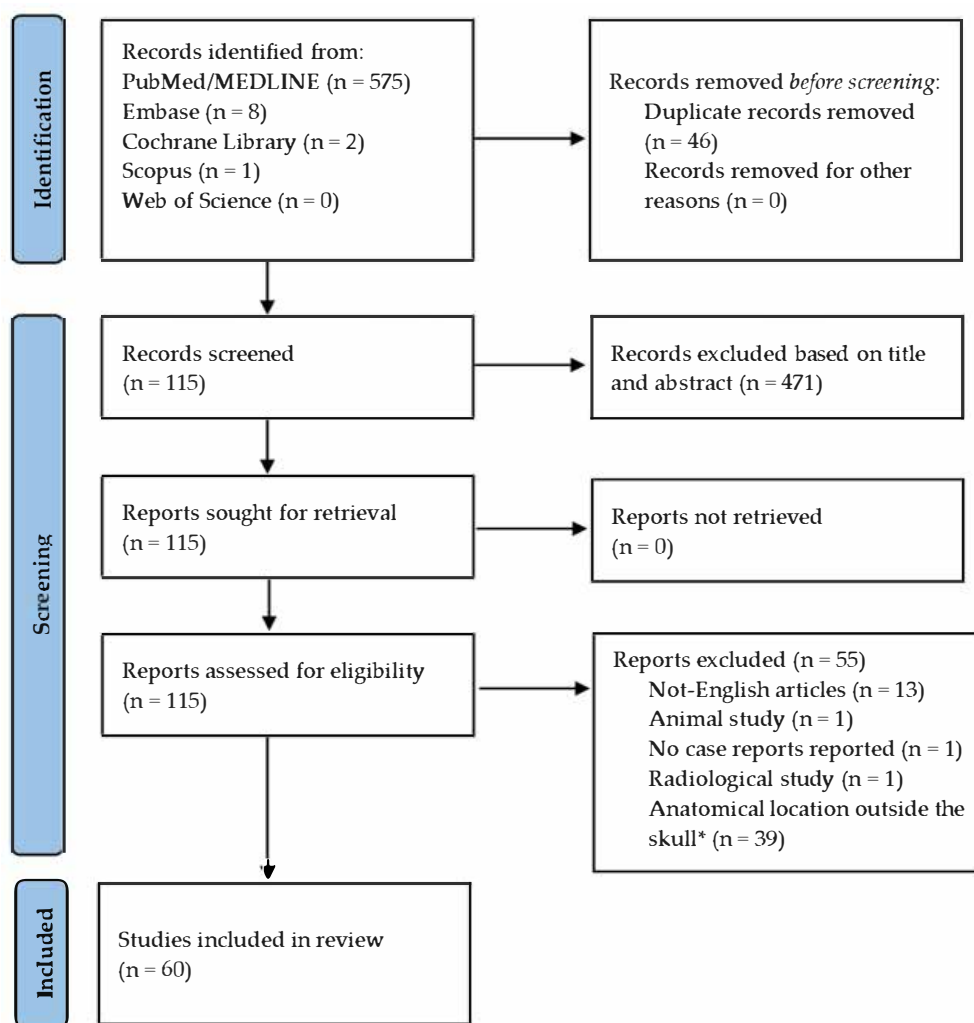 Identification
Records identified from:
PubMed/MEDLINE (n = 575)
Embase (n = 8)
Cochrane Library (n = 2)
Scopus (n = 1)
Web of Science (n = 0)
Records removed before screening:
Duplicate records removed
(n = 46)
Records removed for other
reasons (n = 0)
Screening
Records screened
(n = 115)
Records excluded based on title
and abstract (n = 471)
Reports sought for retrieval
(n = 115)
Reports not retrieved
(n = 0)
Reports assessed for eligibility
(n = 115)
Reports excluded (n = 55)
Not-English articles (n = 13)
Animal study (n = 1)
No case reports reported (n = 1)
Radiological study (n = 1)
Anatomical location outside the
skull* (n = 39)
Included
Studies included in review
(n = 60)